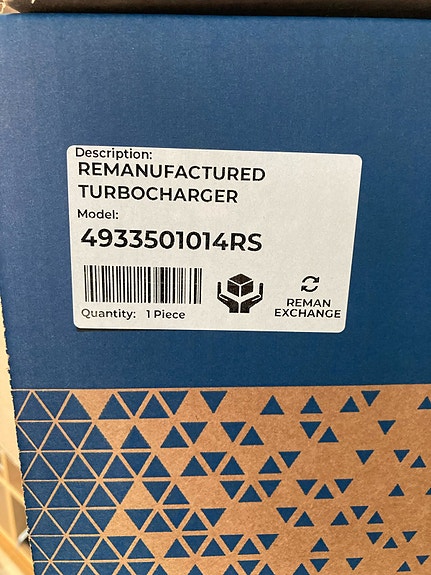 Description:
REMANUFACTURED
TURBOCHARGER
Model:
4933501014RS
Quantity: 1 Piece
REMAN
EXCHANGE